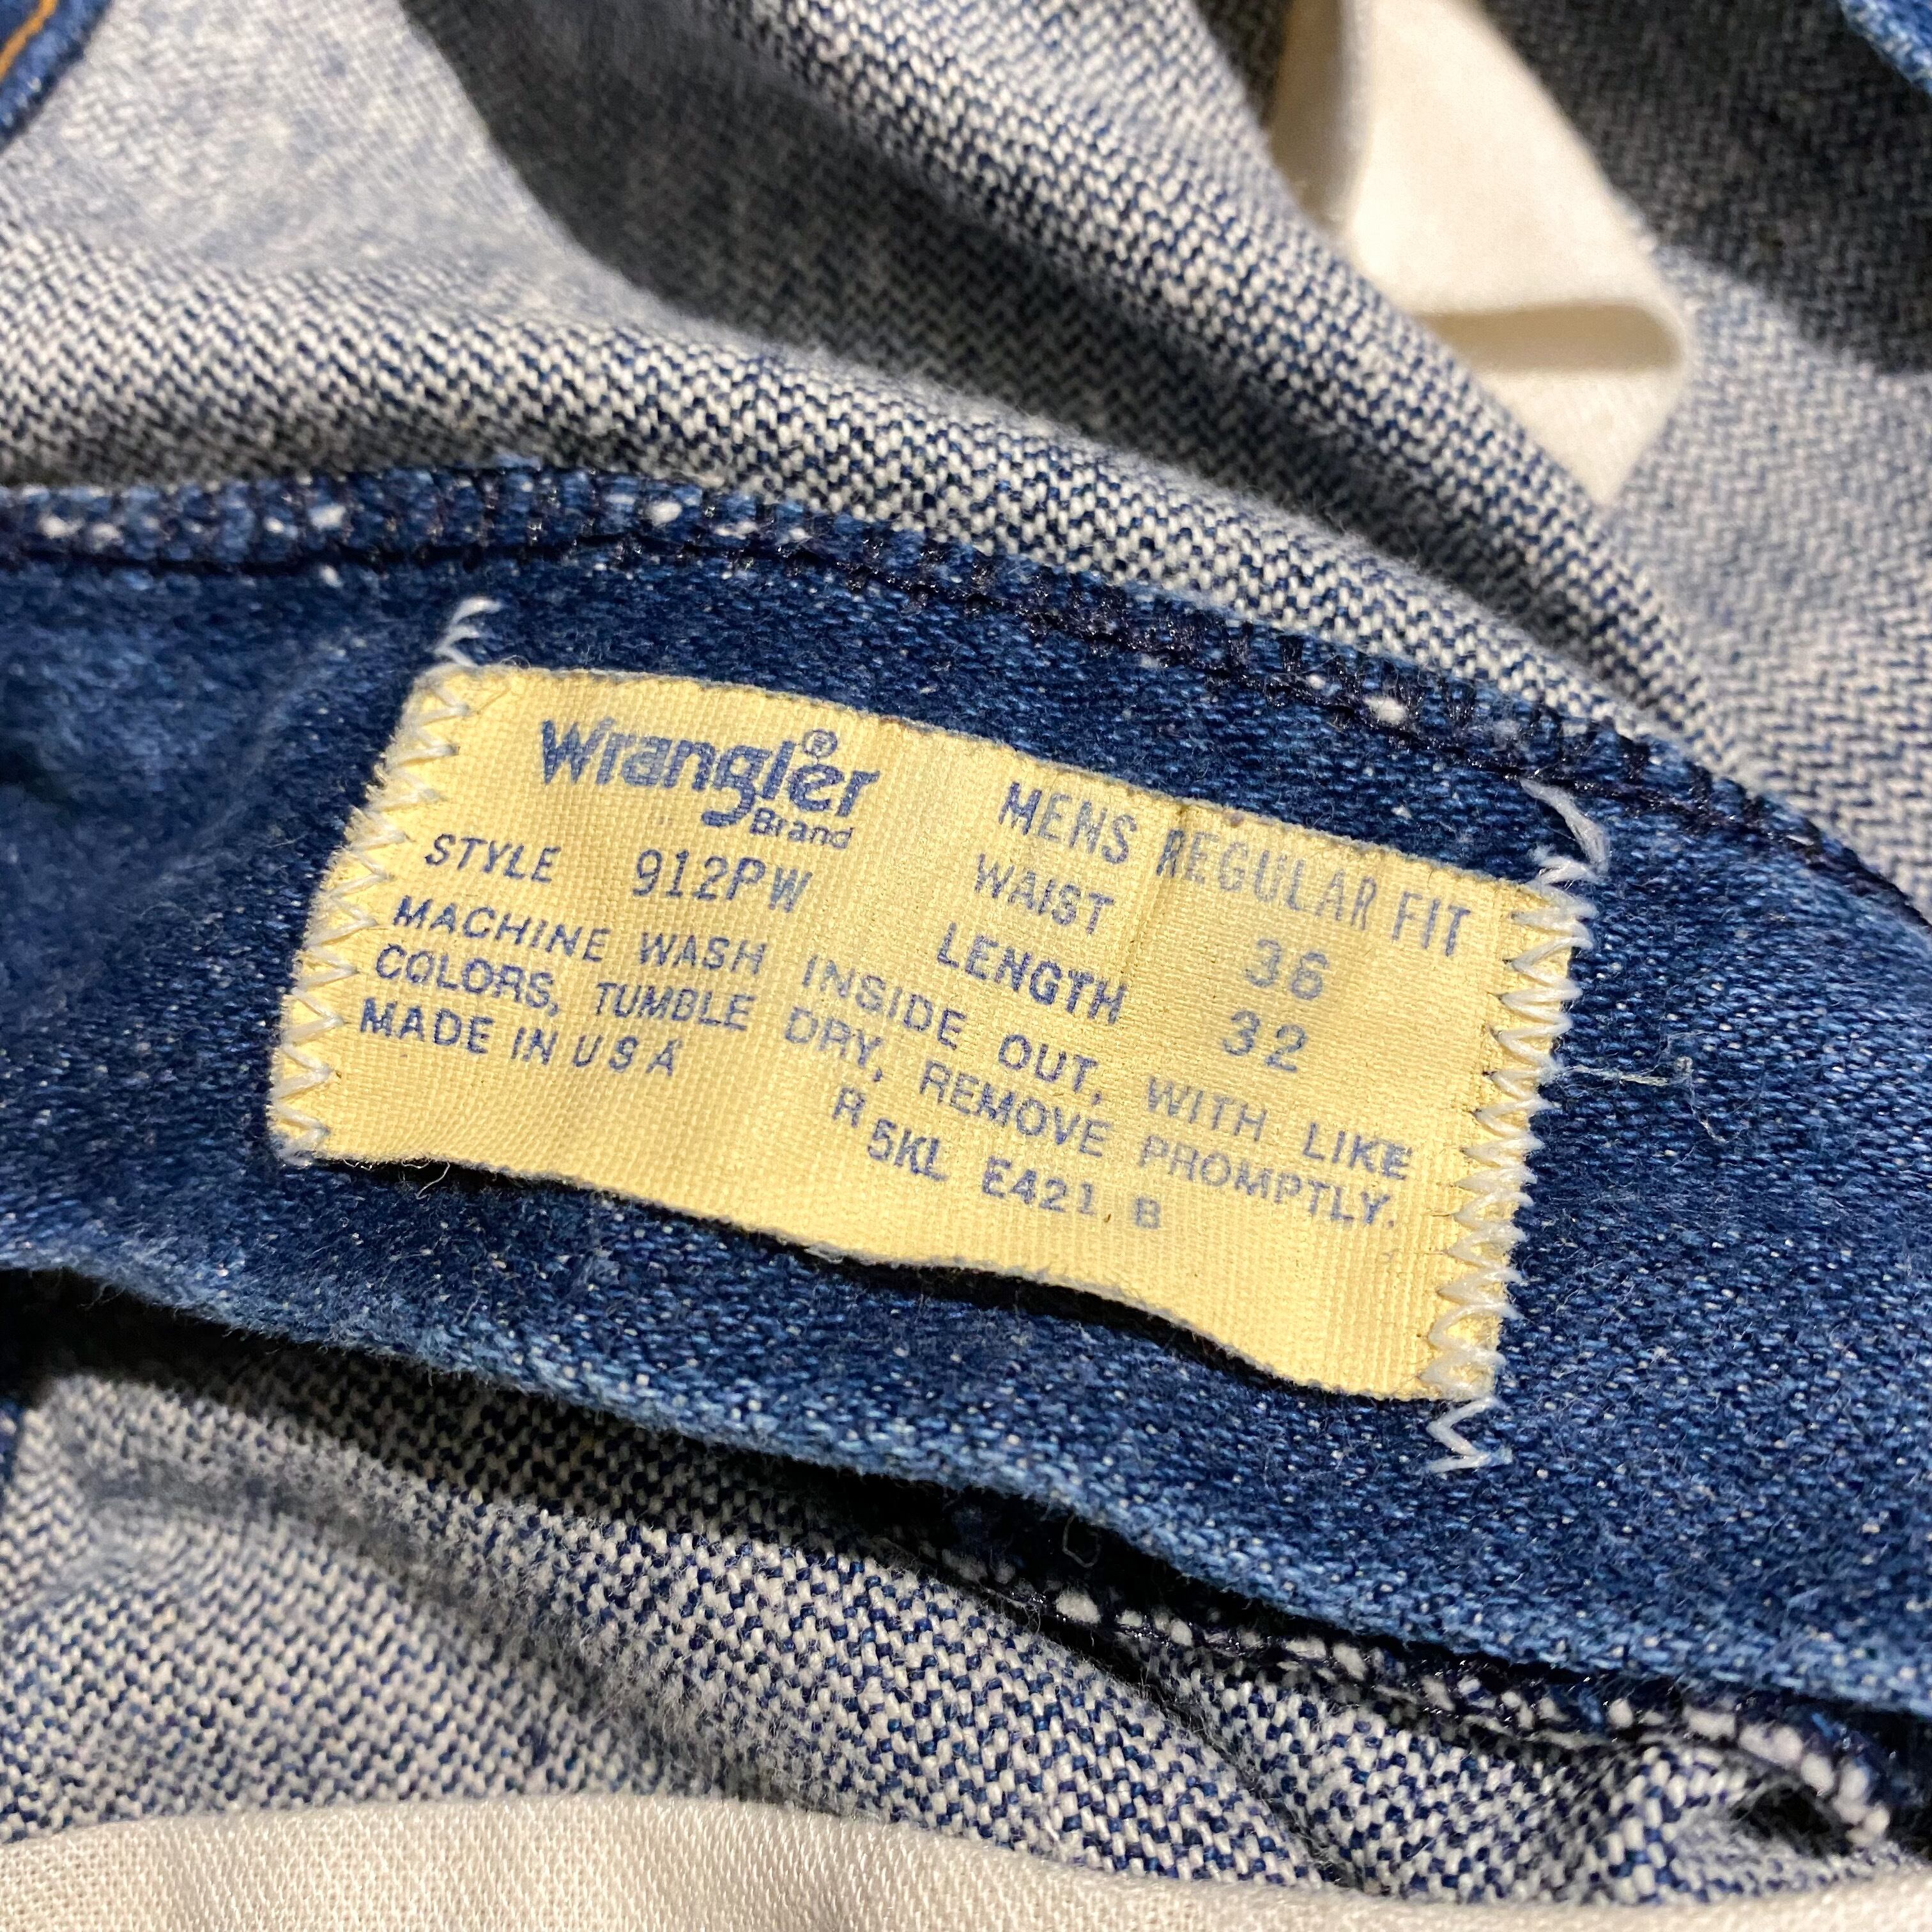 Wrangler®
Brand
MENS REGULAR FIT
STYLE 912PW
WAIST 36
LENGTH 32
MACHINE WASH INSIDE OUT, WITH LIKE
COLORS, TUMBLE DRY, REMOVE PROMPTLY.
MADE IN USA
R 5KL E421 B